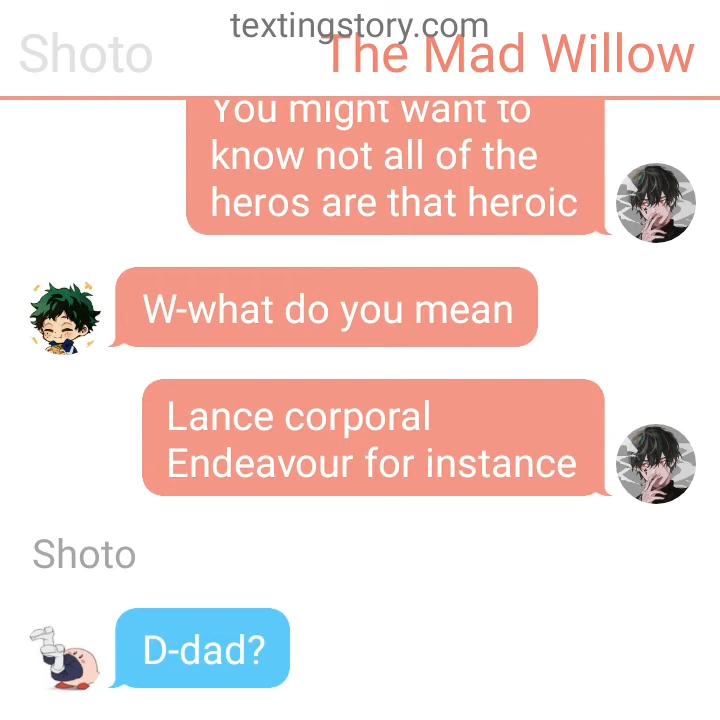 textingstory.com
Shoto
The Mad Willow
You might want to
know not all of the
heros are that heroic
W-what do you mean
Lance corporal
Endeavour for instance
Shoto
D-dad?